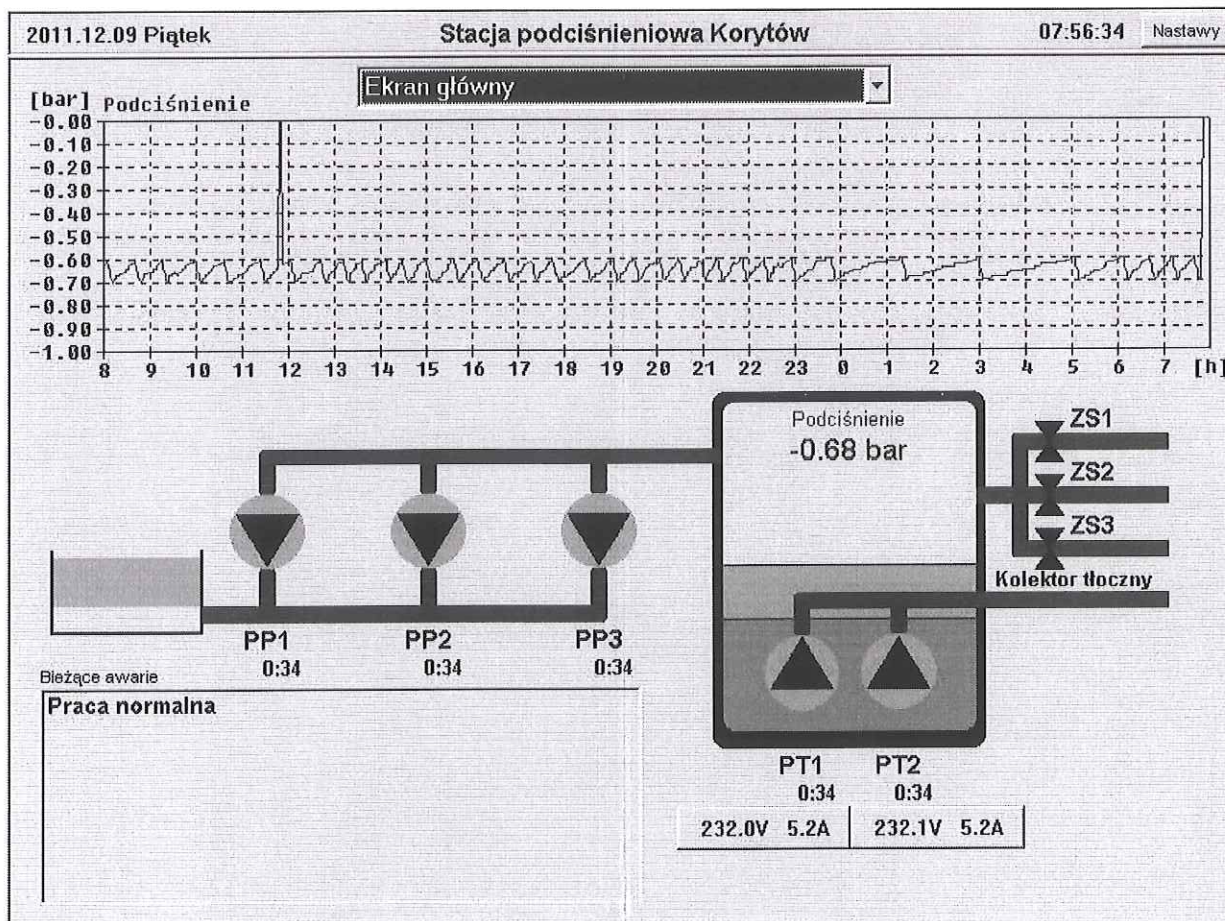 2011.12.09 Piątek Stacja podciśnieniowa Korytów 07:56:34 Nastawy
Ekran główny
[bar] Podciśnienie
-0.00
-0.10
-0.20
-0.30
-0.40
-0.50
-0.60
-0.70
-0.80
-0.90
-1.00
8 9 10 11 12 13 14 15 16 17 18 19 20 21 22 23 0 1 2 3 4 5 6 7 [h]
Podciśnienie
-0.68 bar
ZS1
ZS2
ZS3
Kolektor tłoczny
PP1 PP2 PP3
0:34 0:34 0:34
Bieżące awarie
Praca normalna
PT1 PT2
0:34 0:34
232.0V 5.2A 232.1V 5.2A